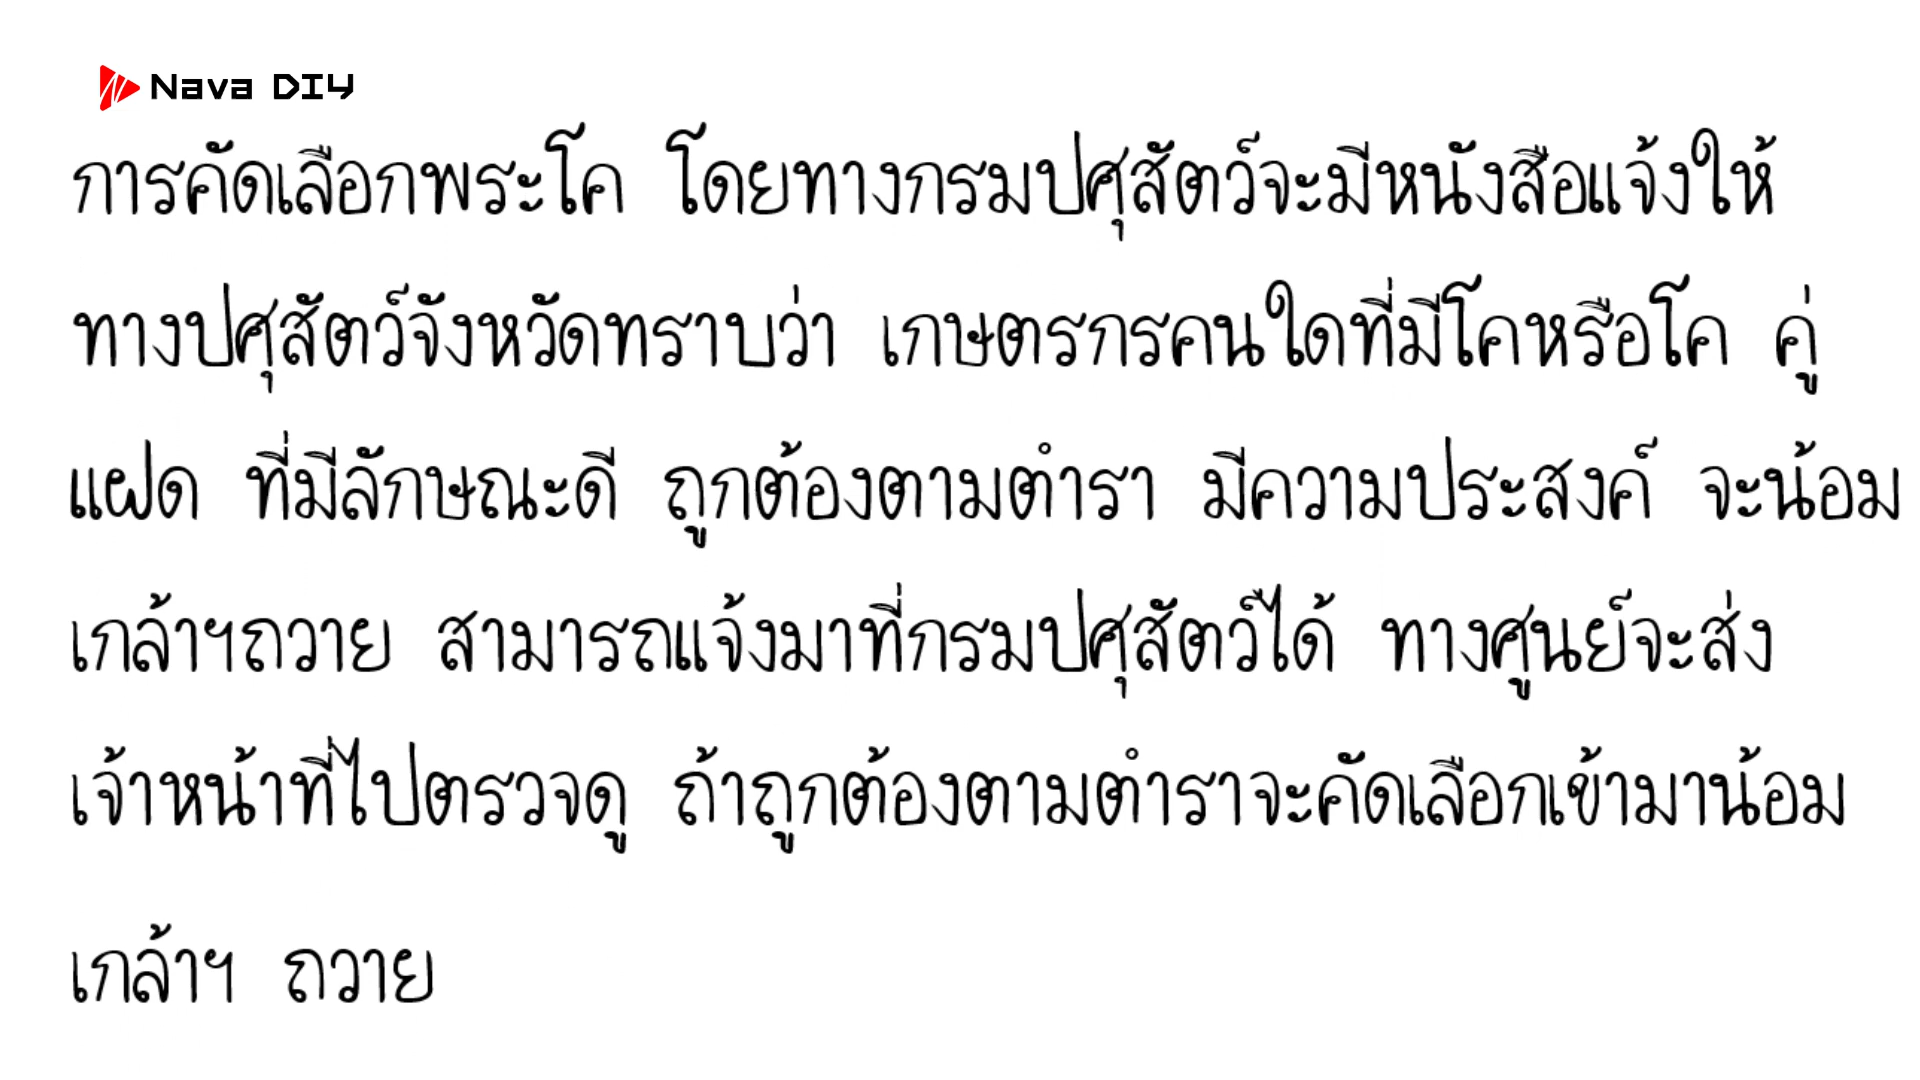 Nava DIY
การคัดเลือกพระโค โดยทางกรมปศุสัตว์จะมีหนังสือแจ้งให้
ทางปศุสัตว์จังหวัดทราบว่า เกษตรกรคนใดที่มีโคหรือโค คู่
แฝด ที่มีลักษณะดี ถูกต้องตามตำรา มีความประสงค์ จะน้อม
เกล้าฯถวาย สามารถแจ้งมาที่กรมปศุสัตว์ได้ ทางศูนย์จะส่ง
เจ้าหน้าที่ไปตรวจดู ถ้าถูกต้องตามตำราจะคัดเลือกเข้ามาน้อม
เกล้าฯ ถวาย